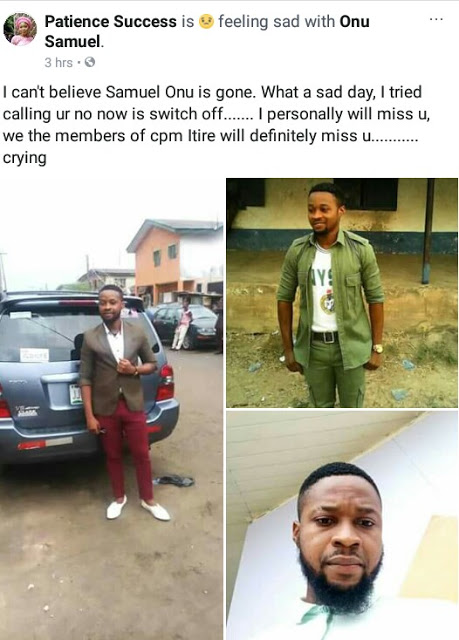 Patience Success is 😢 feeling sad with Onu
Samuel.
3 hrs •
I can't believe Samuel Onu is gone. What a sad day, I tried
calling ur no now is switch off....... I personally will miss u,
we the members of cpm Itire will definitely miss u...........
crying
NYS